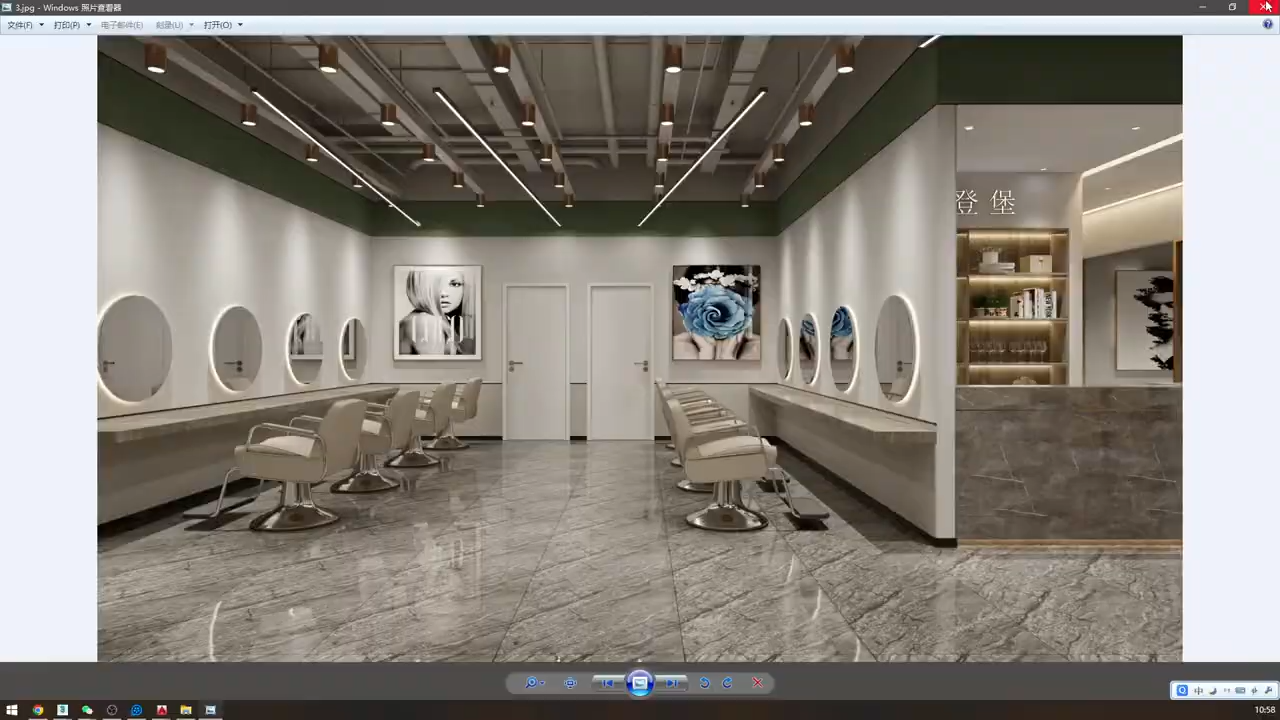 3.jpg - Windows 照片查看器
文件(F) 打印(P) 电子邮件(E) 刻录(U) 打开(O)
登 堡
中
10:58